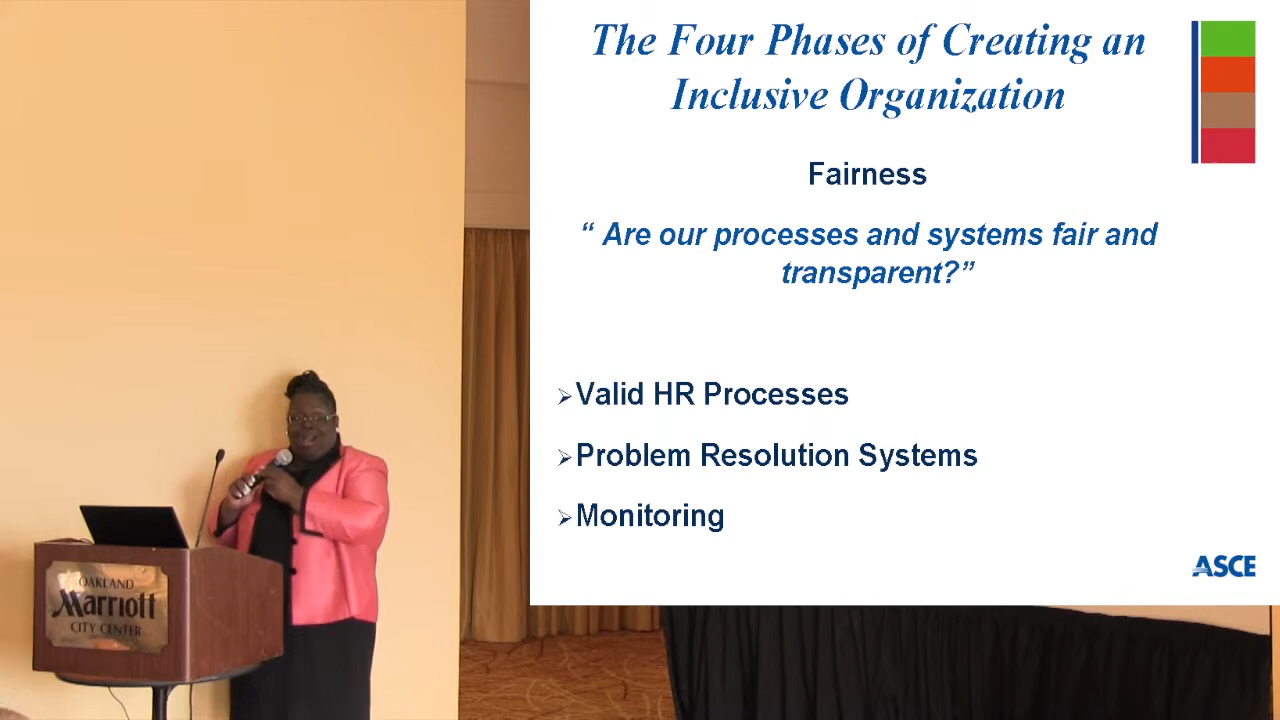 The Four Phases of Creating an
Inclusive Organization
Fairness
“ Are our processes and systems fair and
transparent?”
➢Valid HR Processes
➢Problem Resolution Systems
➢Monitoring
ASCE
OAKLAND
Marriott
CITY CENTER